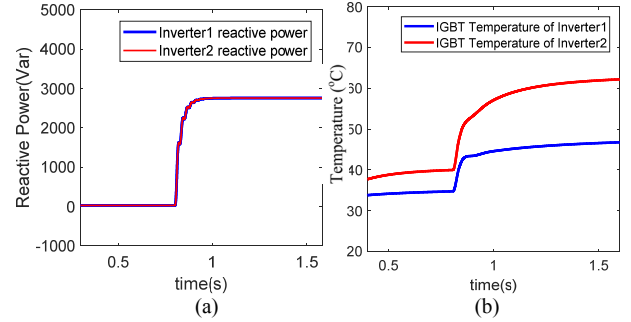 5000
4000
3000
2000
1000
0
-1000
Reactive Power(Var)
Inverter1 reactive power
Inverter2 reactive power
0.5
1
1.5
time(s)
(a)
80
70
60
50
40
30
20
Temperature (°C)
IGBT Temperature of Inverter1
IGBT Temperature of Inverter2
0.5
1
1.5
time(s)
(b)